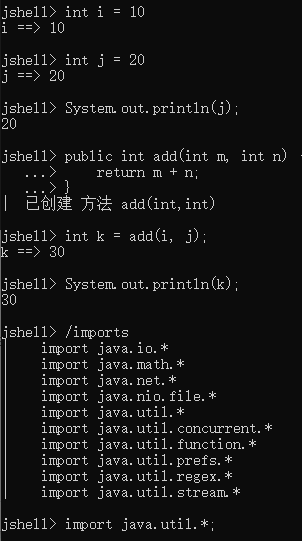 jshell> int i = 10
i ==> 10
jshell> int j = 20
j ==> 20
jshell> System.out.println(j);
20
jshell> public int add(int m, int n)
   ...>     return m + n;
   ...> }
|  已创建 方法 add(int,int)
jshell> int k = add(i, j);
k ==> 30
jshell> System.out.println(k);
30
jshell> /imports
|    import java.io.*
|    import java.math.*
|    import java.net.*
|    import java.nio.file.*
|    import java.util.*
|    import java.util.concurrent.*
|    import java.util.function.*
|    import java.util.prefs.*
|    import java.util.regex.*
|    import java.util.stream.*
jshell> import java.util.*;